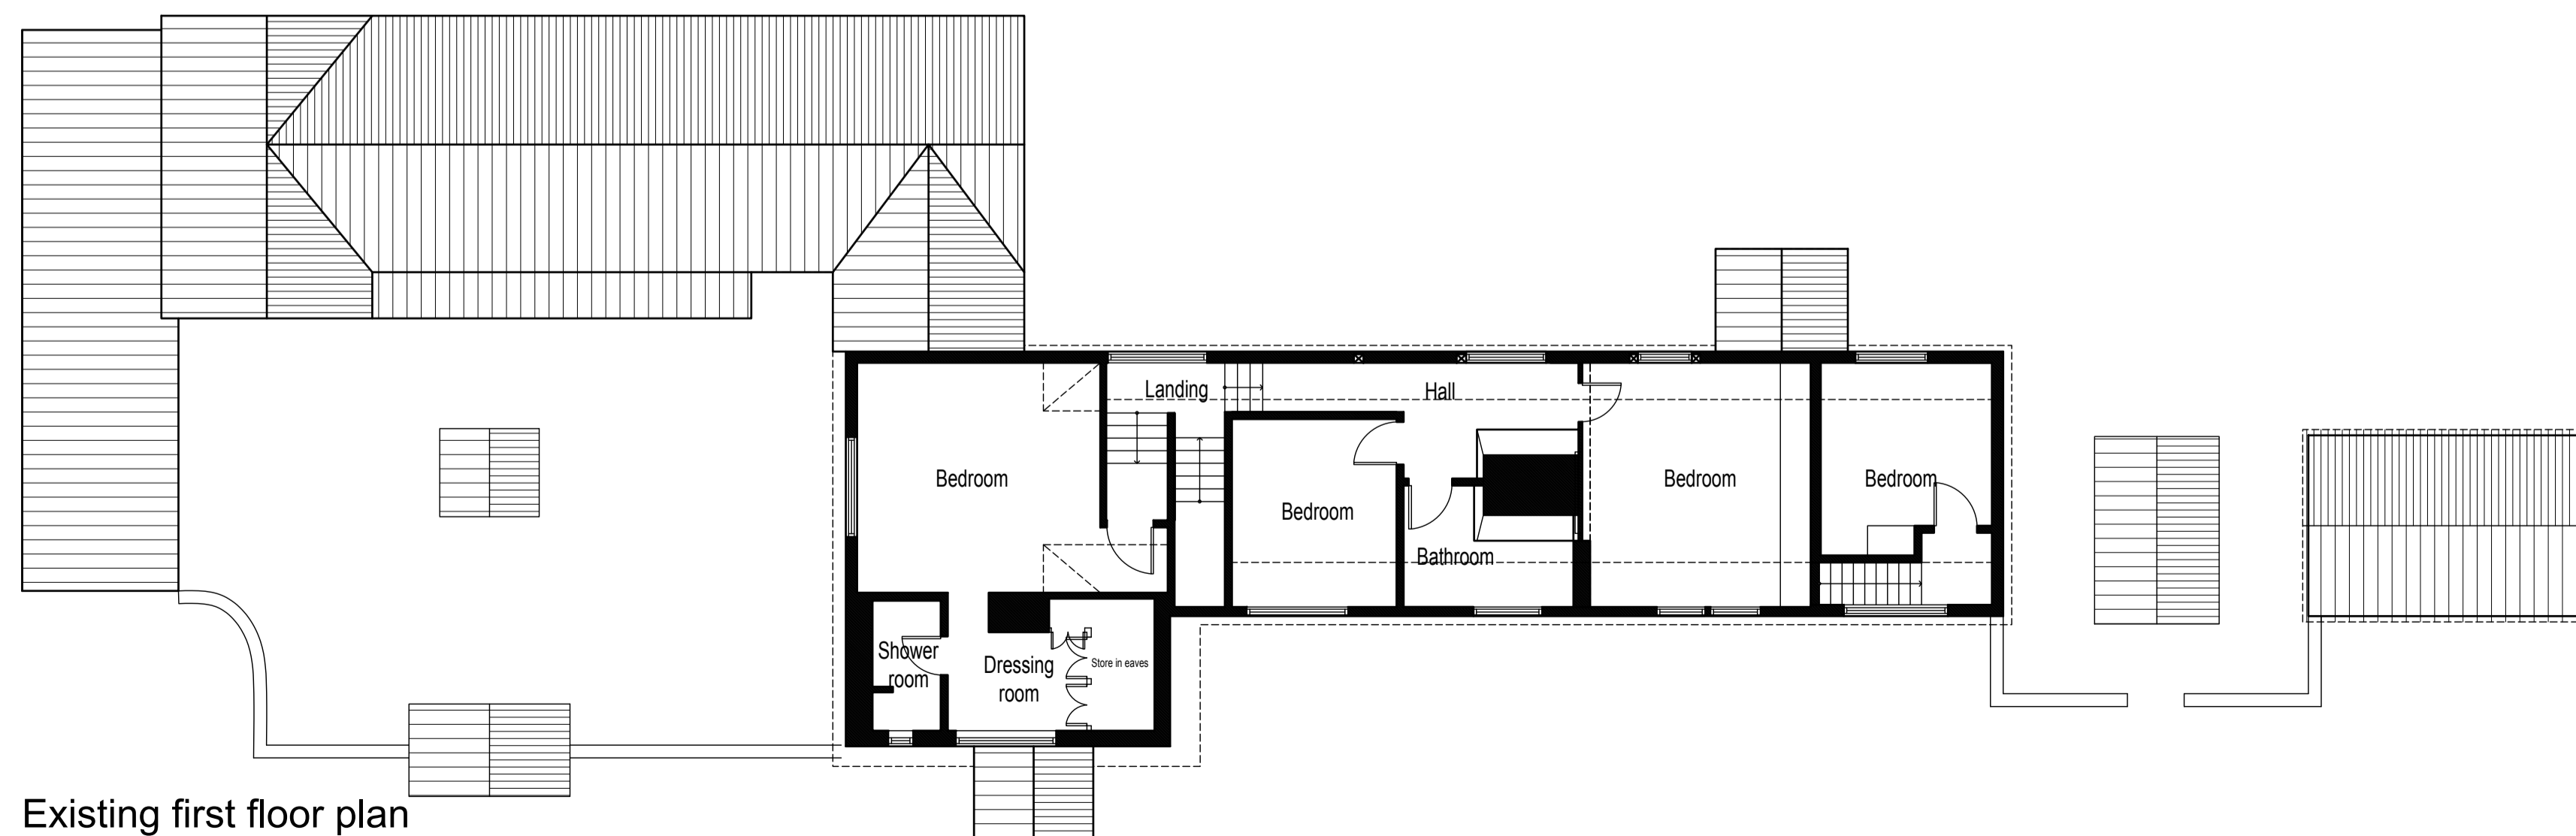 Landing
Hall
Bedroom
Bedroom
Bedroom
Bedroom
Bathroom
Shower
room
Dressing
room
Store in eaves
Existing first floor plan